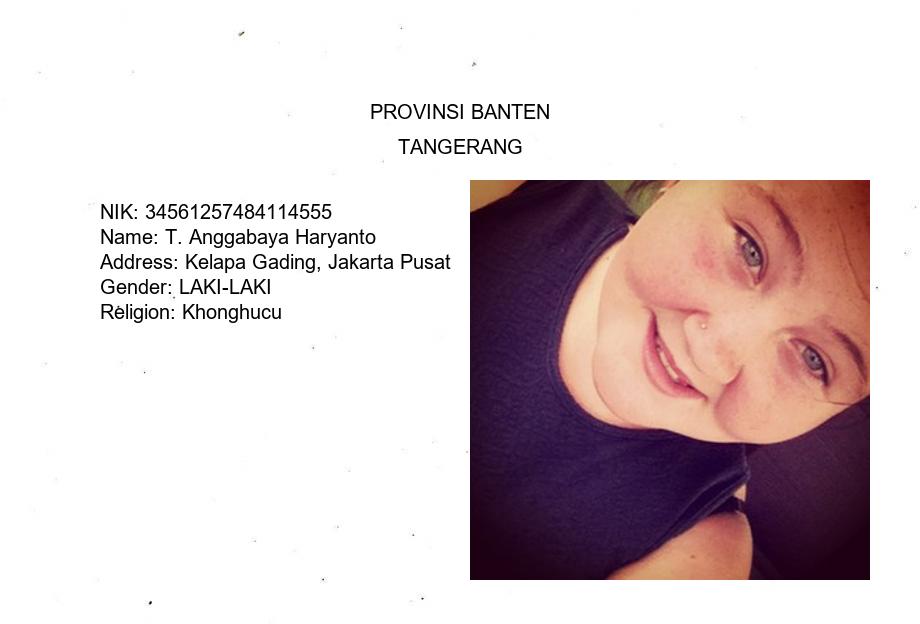 PROVINSI BANTEN
TANGERANG
NIK: 34561257484114555
Name: T. Anggabaya Haryanto
Address: Kelapa Gading, Jakarta Pusat
Gender: LAKI-LAKI
Religion: Khonghucu